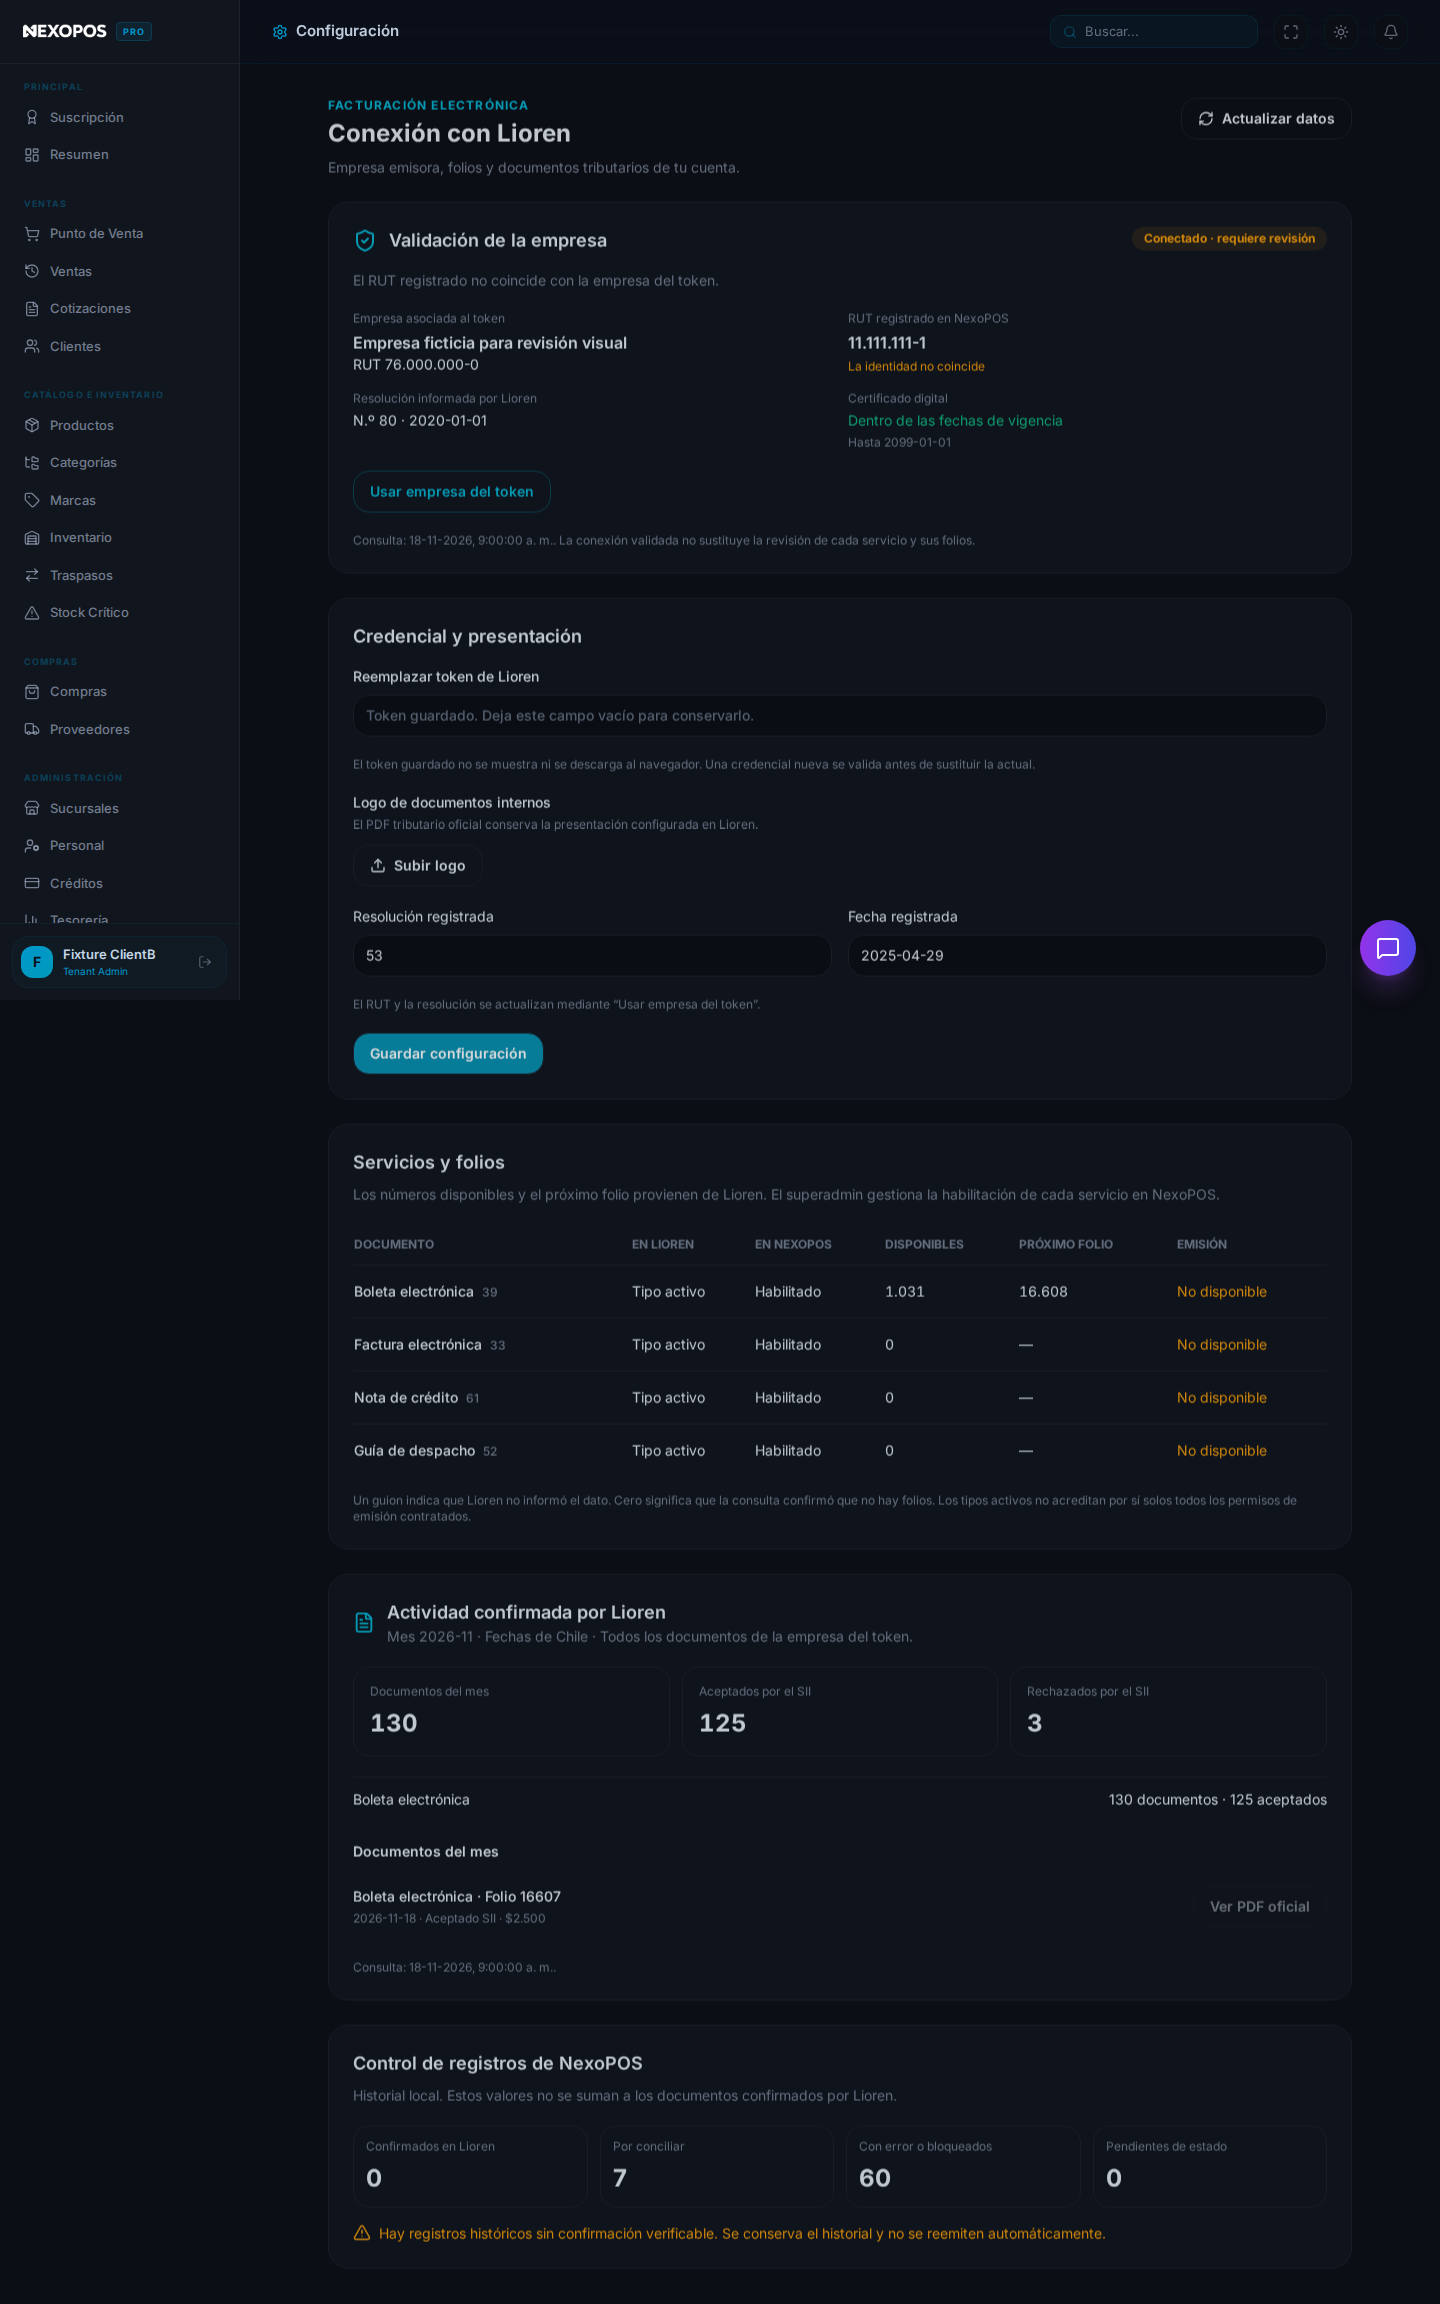 NEXOPOS PRO
PRINCIPAL
Suscripción
Resumen
VENTAS
Punto de Venta
Ventas
Cotizaciones
Clientes
CATÁLOGO E INVENTARIO
Productos
Categorías
Marcas
Inventario
Traspasos
Stock Crítico
COMPRAS
Compras
Proveedores
ADMINISTRACIÓN
Sucursales
Personal
Créditos
Tesorería
F
Fixture ClientB
Tenant Admin
Configuración
Buscar...
FACTURACIÓN ELECTRÓNICA
Conexión con Lioren
Empresa emisora, folios y documentos tributarios de tu cuenta.
Actualizar datos
Validación de la empresa
Conectado · requiere revisión
El RUT registrado no coincide con la empresa del token.
Empresa asociada al token
Empresa ficticia para revisión visual
RUT 76.000.000-0
RUT registrado en NexoPOS
11.111.111-1
La identidad no coincide
Resolución informada por Lioren
N.º 80 · 2020-01-01
Certificado digital
Dentro de las fechas de vigencia
Hasta 2099-01-01
Usar empresa del token
Consulta: 18-11-2026, 9:00:00 a. m.. La conexión validada no sustituye la revisión de cada servicio y sus folios.
Credencial y presentación
Reemplazar token de Lioren
Token guardado. Deja este campo vacío para conservarlo.
El token guardado no se muestra ni se descarga al navegador. Una credencial nueva se valida antes de sustituir la actual.
Logo de documentos internos
El PDF tributario oficial conserva la presentación configurada en Lioren.
Subir logo
Resolución registrada
53
Fecha registrada
2025-04-29
El RUT y la resolución se actualizan mediante “Usar empresa del token”.
Guardar configuración
Servicios y folios
Los números disponibles y el próximo folio provienen de Lioren. El superadmin gestiona la habilitación de cada servicio en NexoPOS.
DOCUMENTO EN LIOREN EN NEXOPOS DISPONIBLES PRÓXIMO FOLIO EMISIÓN
Boleta electrónica 39 Tipo activo Habilitado 1.031 16.608 No disponible
Factura electrónica 33 Tipo activo Habilitado 0 — No disponible
Nota de crédito 61 Tipo activo Habilitado 0 — No disponible
Guía de despacho 52 Tipo activo Habilitado 0 — No disponible
Un guion indica que Lioren no informó el dato. Cero significa que la consulta confirmó que no hay folios. Los tipos activos no acreditan por sí solos todos los permisos de
emisión contratados.
Actividad confirmada por Lioren
Mes 2026-11 · Fechas de Chile · Todos los documentos de la empresa del token.
Documentos del mes
130
Aceptados por el SII
125
Rechazados por el SII
3
Boleta electrónica 130 documentos · 125 aceptados
Documentos del mes
Boleta electrónica · Folio 16607
2026-11-18 · Aceptado SII · $2.500
Ver PDF oficial
Consulta: 18-11-2026, 9:00:00 a. m..
Control de registros de NexoPOS
Historial local. Estos valores no se suman a los documentos confirmados por Lioren.
Confirmados en Lioren
0
Por conciliar
7
Con error o bloqueados
60
Pendientes de estado
0
Hay registros históricos sin confirmación verificable. Se conserva el historial y no se reemiten automáticamente.